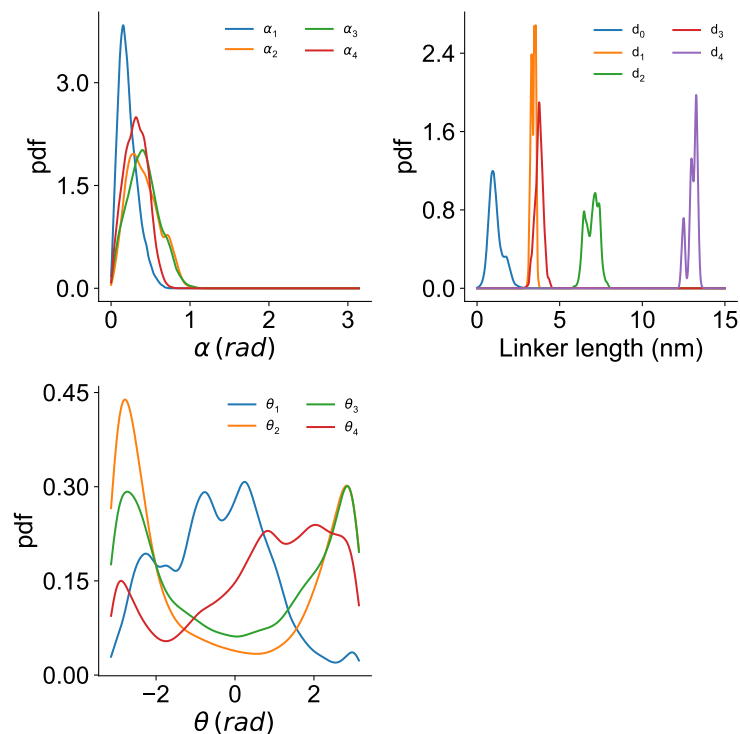 α₁ α₃
α₂ α₄
3.0
1.5
0.0
pdf
0 1 2 3
α (rad)
d₀ d₃
d₁ d₄
d₂
2.4
1.6
0.8
0.0
pdf
0 5 10 15
Linker length (nm)
θ₁ θ₃
θ₂ θ₄
0.45
0.30
0.15
0.00
pdf
−2 0 2
θ (rad)